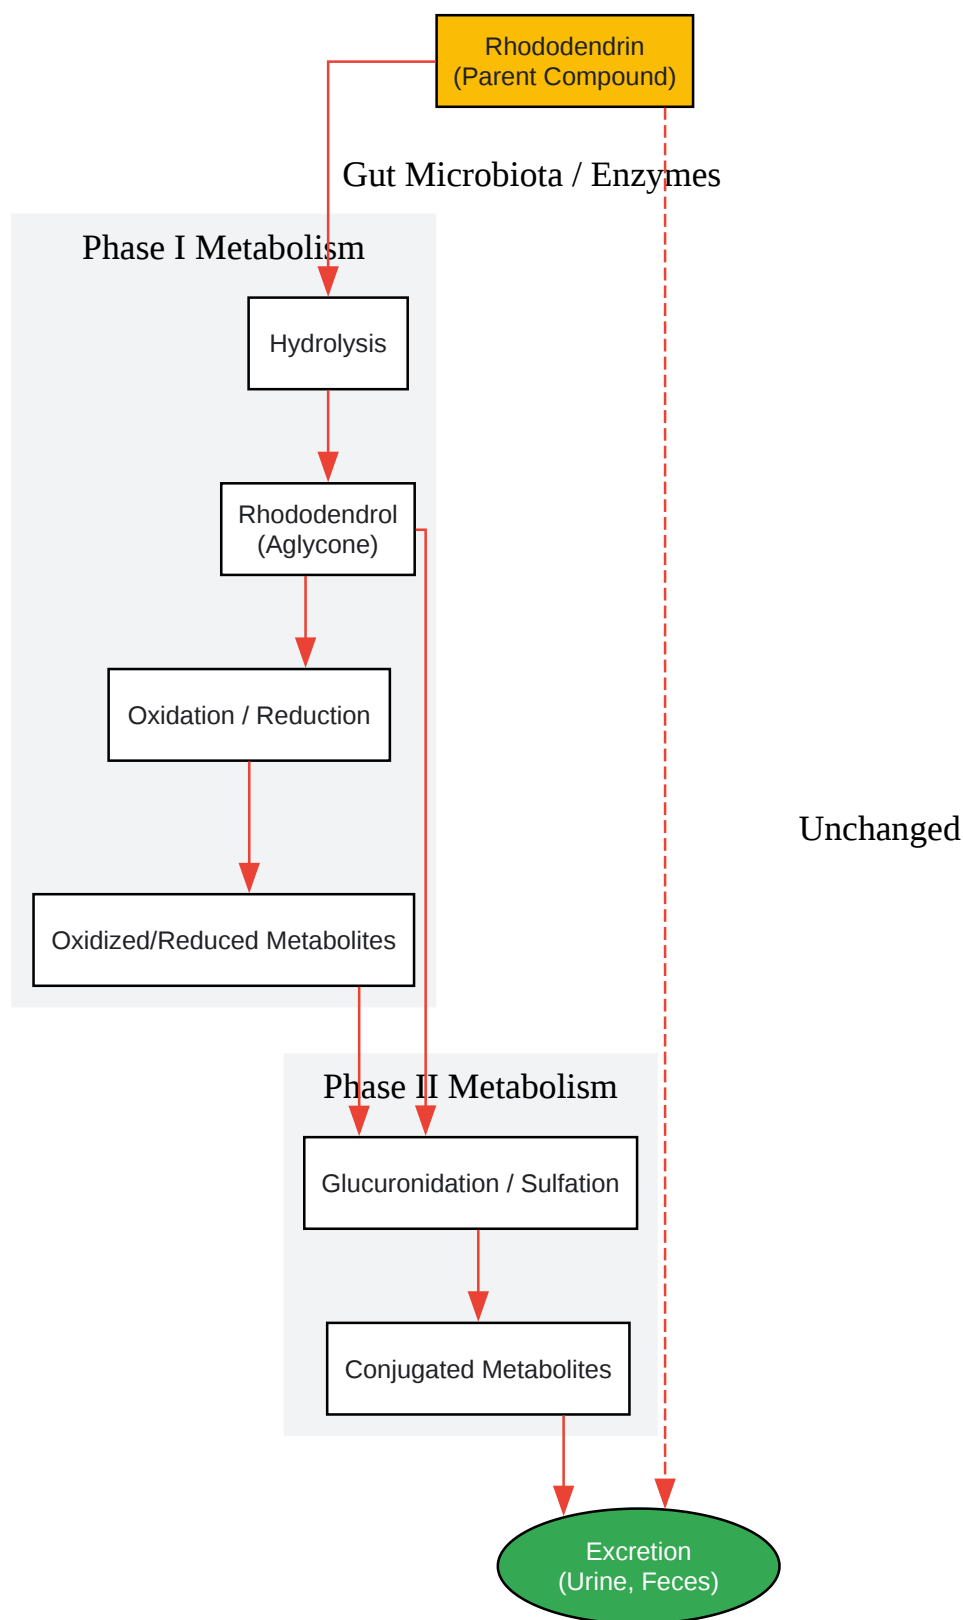 Rhododendrin
(Parent Compound)
Gut Microbiota / Enzymes
Phase I Metabolism
Hydrolysis
Rhododendrol
(Aglycone)
Oxidation / Reduction
Unchanged
Oxidized/Reduced Metabolites
Phase II Metabolism
Glucuronidation / Sulfation
Conjugated Metabolites
Excretion
(Urine, Feces)